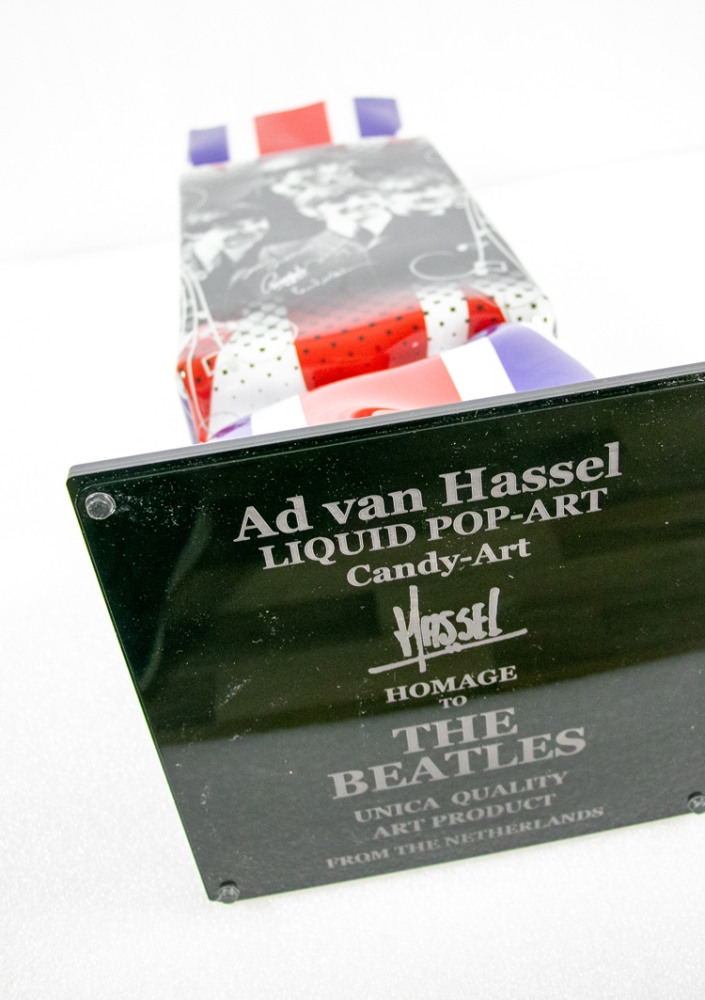 Ad van Hassel
LIQUID POP-ART
Candy-Art
HASSEL
HOMAGE
TO
THE
BEATLES
UNICA QUALITY
ART PRODUCT
FROM THE NETHERLANDS